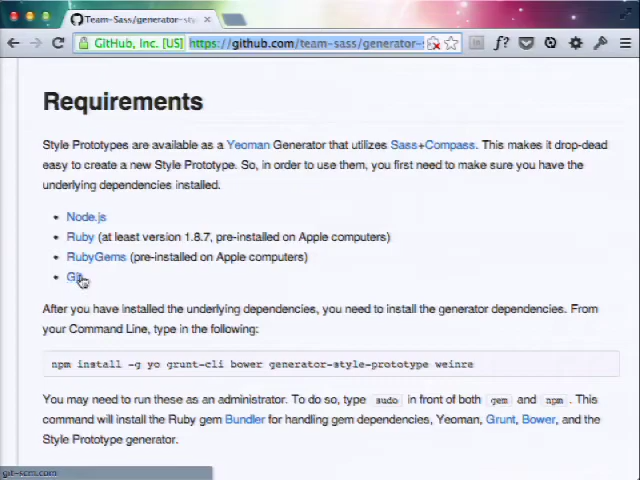 Team-Sass/generator-sty
GitHub, Inc. [US] https://github.com/team-sass/generator-s
Requirements
Style Prototypes are available as a Yeoman Generator that utilizes Sass+Compass. This makes it drop-dead
easy to create a new Style Prototype. So, in order to use them, you first need to make sure you have the
underlying dependencies installed.
• Node.js
• Ruby (at least version 1.8.7, pre-installed on Apple computers)
• RubyGems (pre-installed on Apple computers)
• Git
After you have installed the underlying dependencies, you need to install the generator dependencies. From
your Command Line, type in the following:
npm install -g yo grunt-cli bower generator-style-prototype weinre
You may need to run these as an administrator. To do so, type sudo in front of both gem and npm. This
command will install the Ruby gem Bundler for handling gem dependencies, Yeoman, Grunt, Bower, and the
Style Prototype generator.
git-scm.com